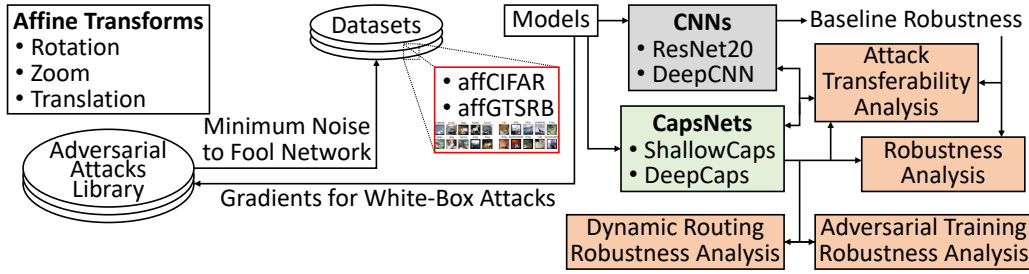 Affine Transforms
• Rotation
• Zoom
• Translation
Datasets
• affCIFAR
• affGTSRB
Adversarial
Attacks
Library
Minimum Noise
to Fool Network
Gradients for White-Box Attacks
Models
CNNs
• ResNet20
• DeepCNN
CapsNets
• ShallowCaps
• DeepCaps
Baseline Robustness
Attack
Transferability
Analysis
Robustness
Analysis
Dynamic Routing
Robustness Analysis
Adversarial Training
Robustness Analysis